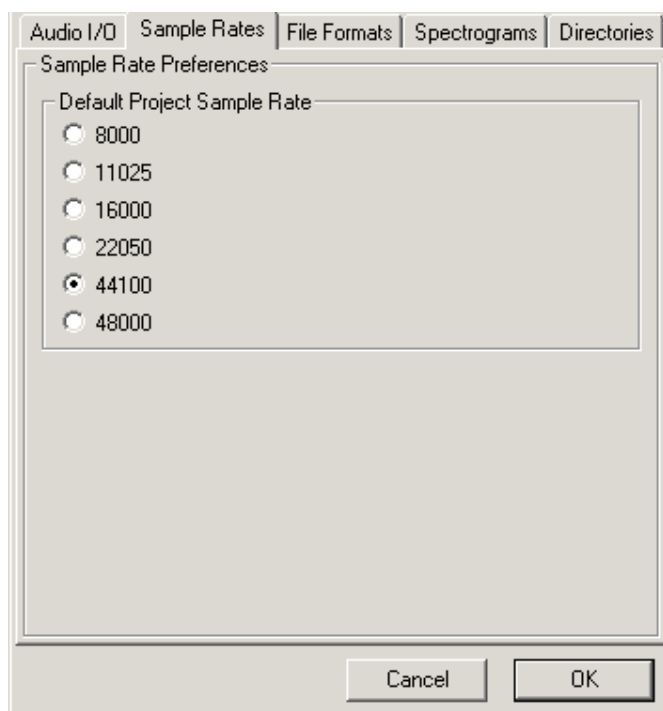 Audio I/O Sample Rates File Formats Spectrograms Directories
Sample Rate Preferences
Default Project Sample Rate
8000
11025
16000
22050
44100
48000
Cancel OK